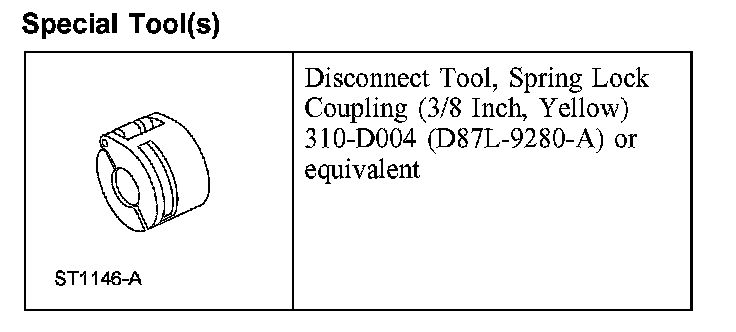 Special Tool(s)
Disconnect Tool, Spring Lock
Coupling (3/8 Inch, Yellow)
310-D004 (D87L-9280-A) or
equivalent
ST1146-A